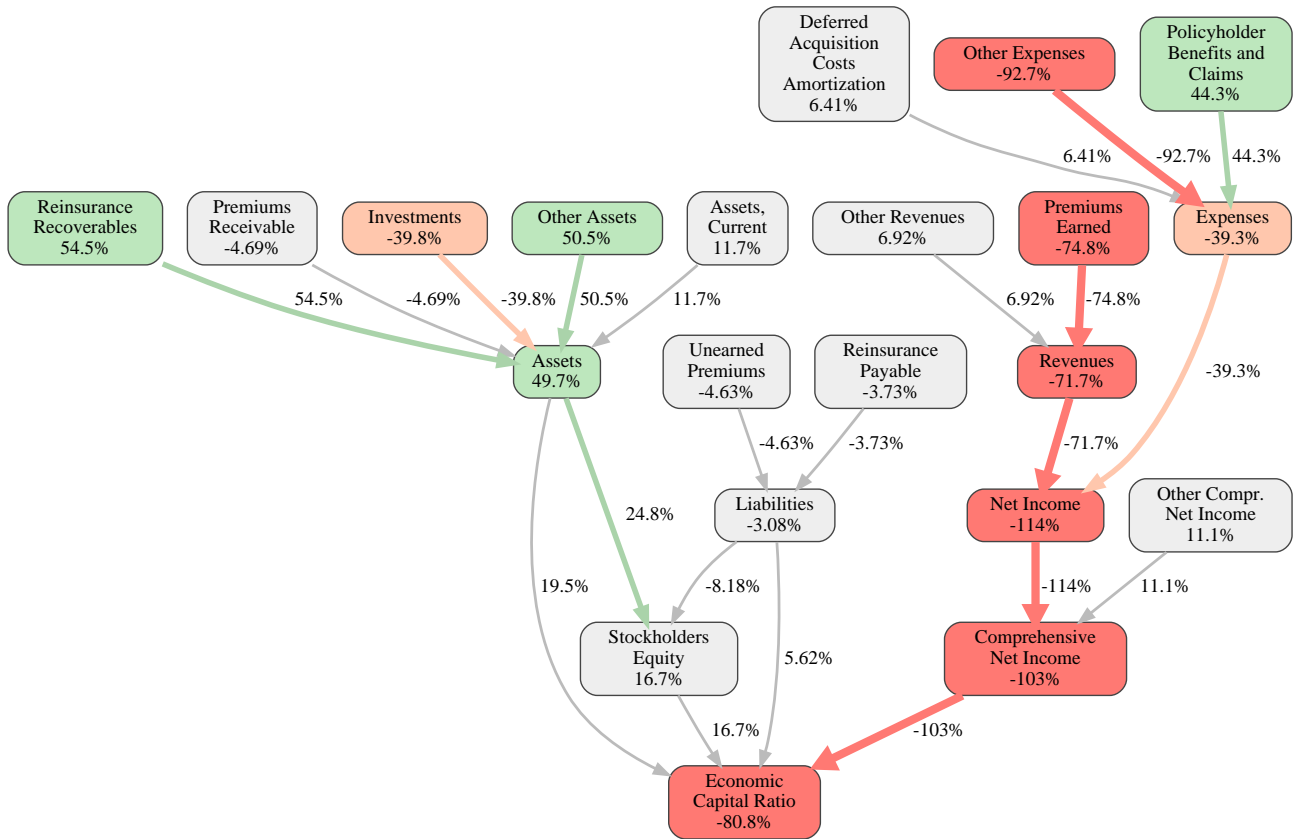 Deferred
Acquisition
Costs
Amortization
6.41%
Other Expenses
-92.7%
Policyholder
Benefits and
Claims
44.3%
6.41%
-92.7%
44.3%
Reinsurance
Recoverables
54.5%
Premiums
Receivable
-4.69%
Investments
-39.8%
Other Assets
50.5%
Assets,
Current
11.7%
Other Revenues
6.92%
Premiums
Earned
-74.8%
Expenses
-39.3%
54.5%
-4.69%
-39.8%
50.5%
11.7%
6.92%
-74.8%
-39.3%
Assets
49.7%
Unearned
Premiums
-4.63%
Reinsurance
Payable
-3.73%
Revenues
-71.7%
-4.63%
-3.73%
-71.7%
24.8%
Liabilities
-3.08%
Net Income
-114%
Other Compr.
Net Income
11.1%
19.5%
-8.18%
5.62%
-114%
11.1%
Stockholders
Equity
16.7%
Comprehensive
Net Income
-103%
16.7%
-103%
Economic
Capital Ratio
-80.8%